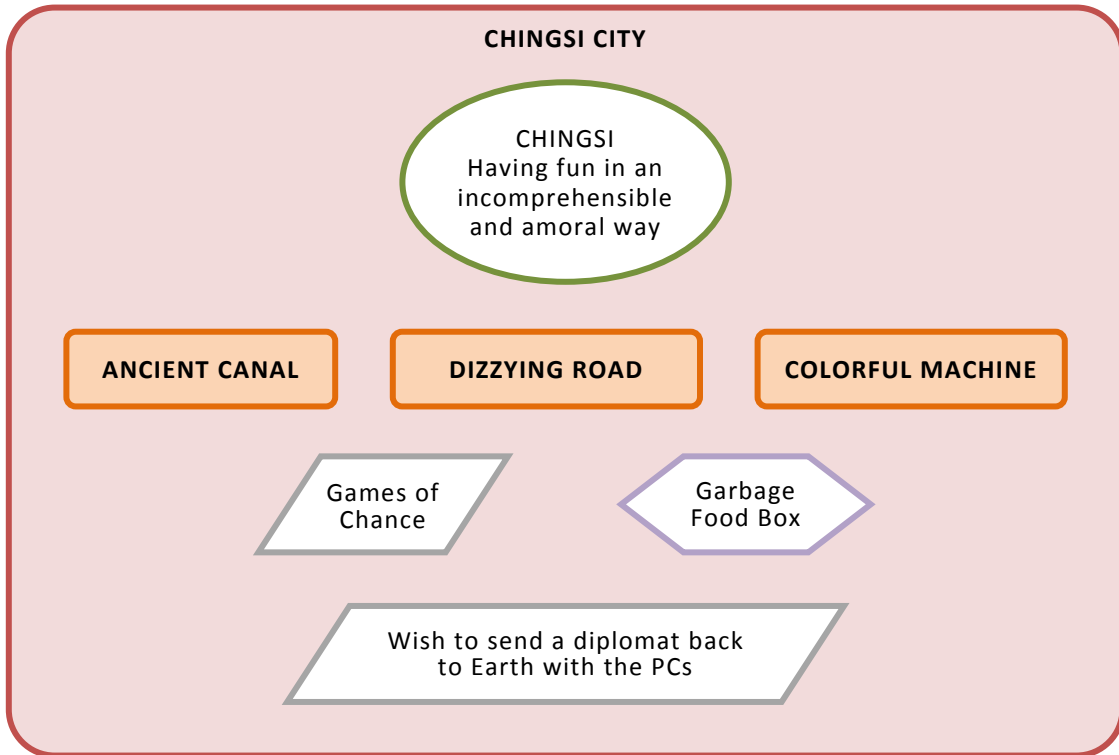 CHINGSI CITY
CHINGSI
Having fun in an
incomprehensible
and amoral way
ANCIENT CANAL
DIZZYING ROAD
COLORFUL MACHINE
Games of
Chance
Garbage
Food Box
Wish to send a diplomat back
to Earth with the PCs